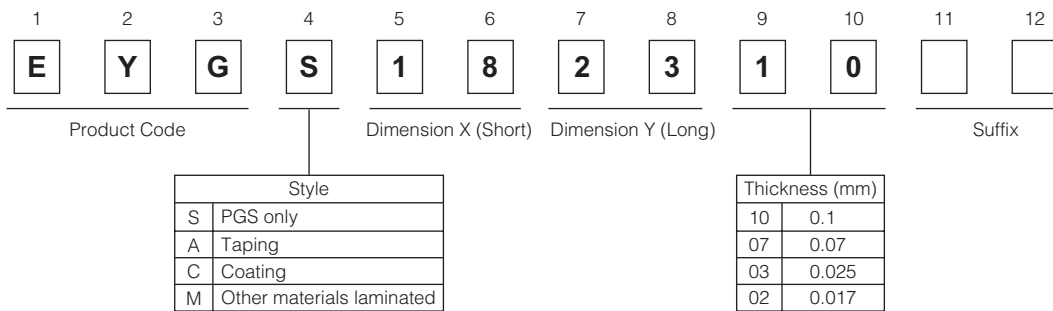 1 2 3 4 5 6 7 8 9 10 11 12
E Y G S 1 8 2 3 1 0
Product Code Dimension X (Short) Dimension Y (Long) Suffix
Style
S PGS only
A Taping
C Coating
M Other materials laminated
Thickness (mm)
10 0.1
07 0.07
03 0.025
02 0.017